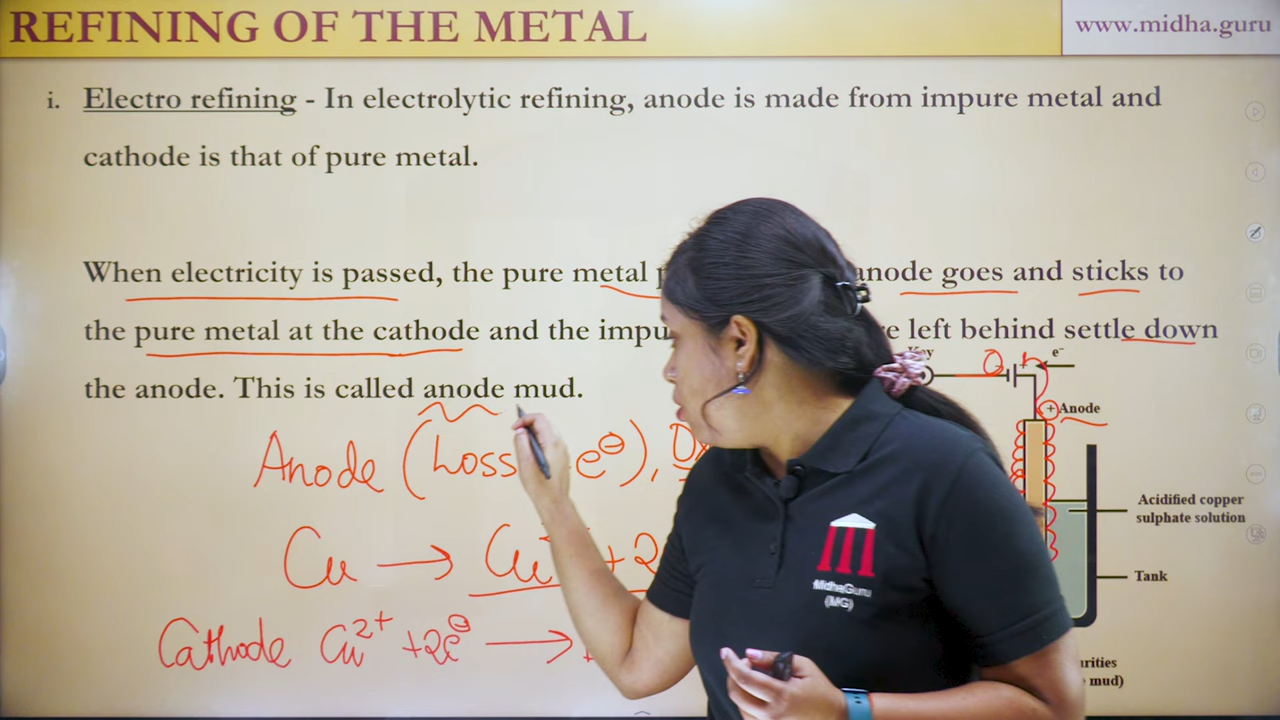 REFINING OF THE METAL
www.midha.guru
i. Electro refining - In electrolytic refining, anode is made from impure metal and
cathode is that of pure metal.
When electricity is passed, the pure metal anode goes and sticks to
the pure metal at the cathode and the left behind settle down
the anode. This is called anode mud.
e⁻
+ Anode
Acidified copper
sulphate solution
Tank
mud)
Anode (Loss e⊖),
Cu → Cu +2
Cathode Cu²⁺ +2e⊖ →
MidhaGuru
(MG)